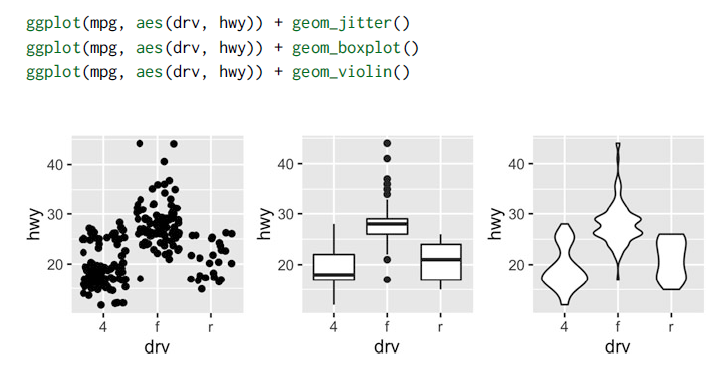 ggplot(mpg, aes(drv, hwy)) + geom_jitter()
ggplot(mpg, aes(drv, hwy)) + geom_boxplot()
ggplot(mpg, aes(drv, hwy)) + geom_violin()
hwy
40
30
20
4 f r
drv
hwy
40
30
20
4 f r
drv
hwy
40
30
20
4 f r
drv